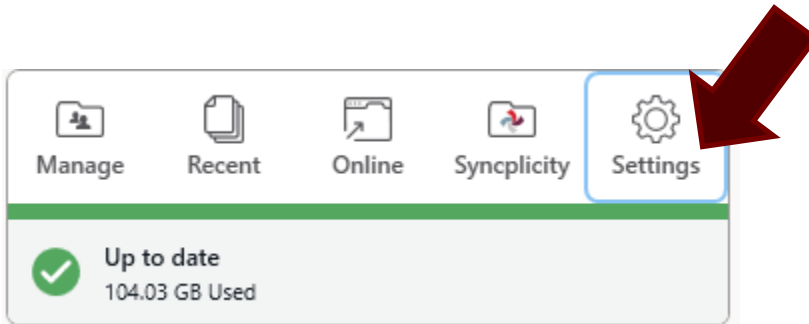 Manage Recent Online Syncplicity Settings
Up to date
104.03 GB Used